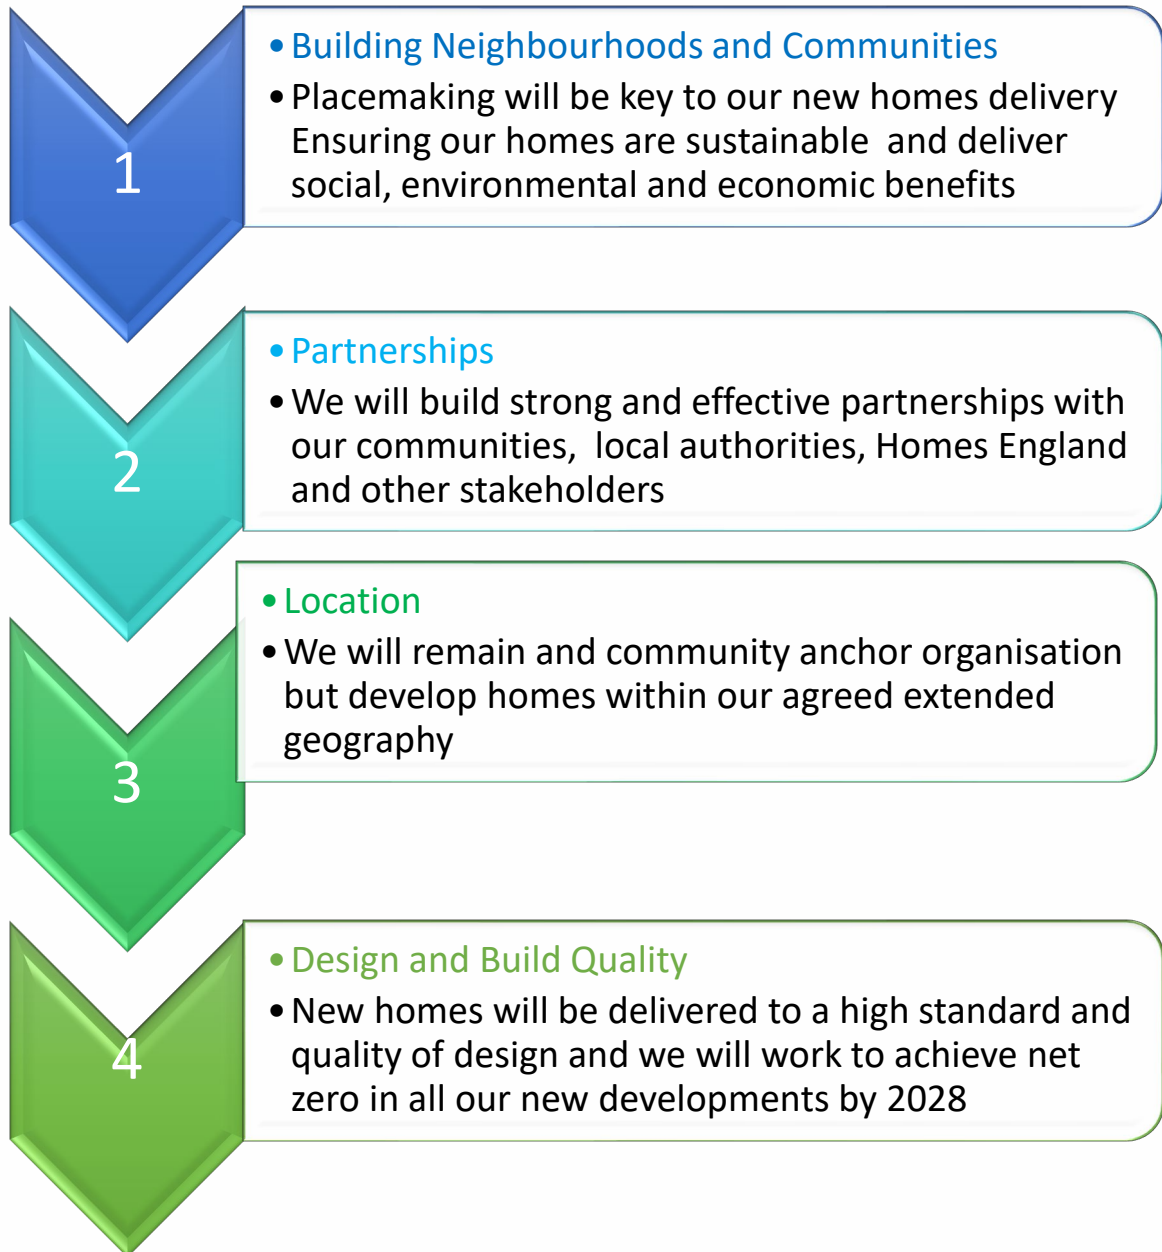 1
•Building Neighbourhoods and Communities
•Placemaking will be key to our new homes delivery
Ensuring our homes are sustainable  and deliver
social, environmental and economic benefits
2
•Partnerships
•We will build strong and effective partnerships with
our communities,  local authorities, Homes England
and other stakeholders
3
•Location
•We will remain and community anchor organisation
but develop homes within our agreed extended
geography
4
•Design and Build Quality
•New homes will be delivered to a high standard and
quality of design and we will work to achieve net
zero in all our new developments by 2028